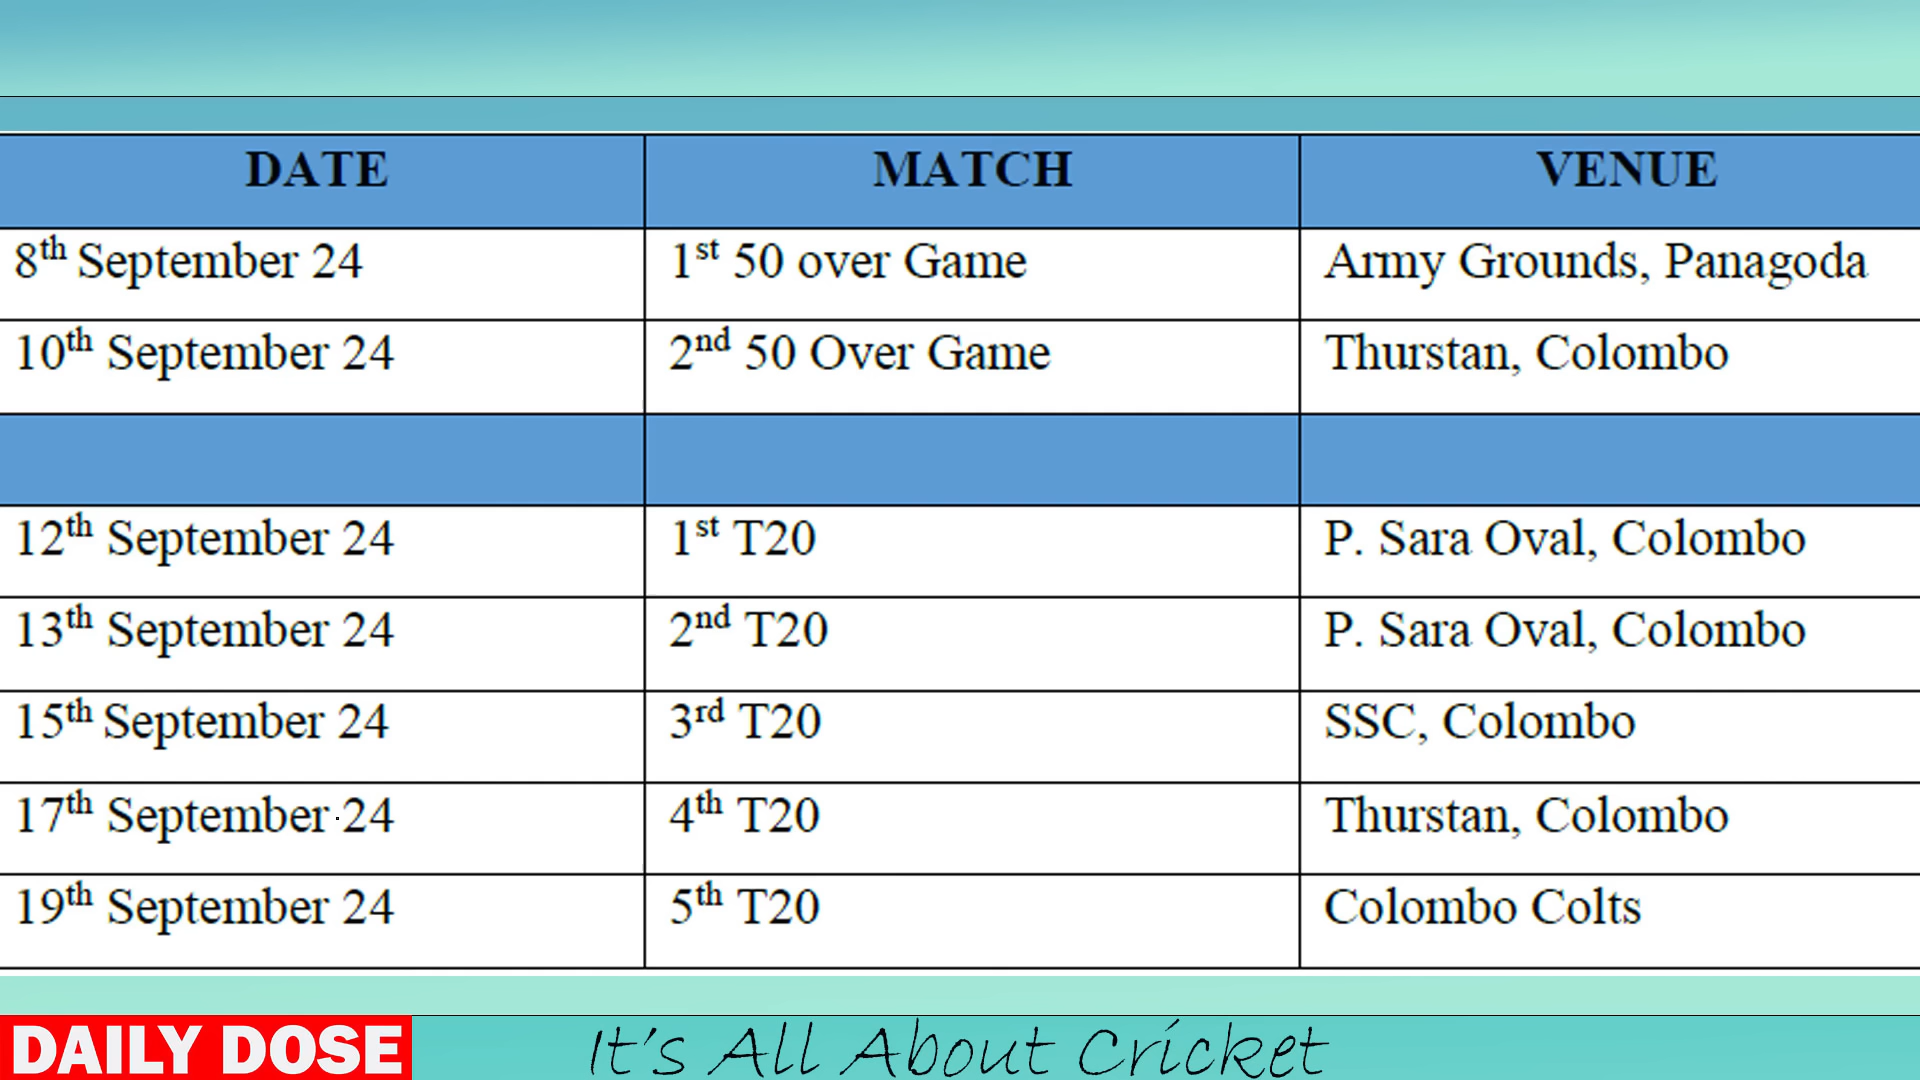 DATE MATCH VENUE
8th September 24 1st 50 over Game Army Grounds, Panagoda
10th September 24 2nd 50 Over Game Thurstan, Colombo
12th September 24 1st T20 P. Sara Oval, Colombo
13th September 24 2nd T20 P. Sara Oval, Colombo
15th September 24 3rd T20 SSC, Colombo
17th September 24 4th T20 Thurstan, Colombo
19th September 24 5th T20 Colombo Colts
DAILY DOSE It's All About Cricket